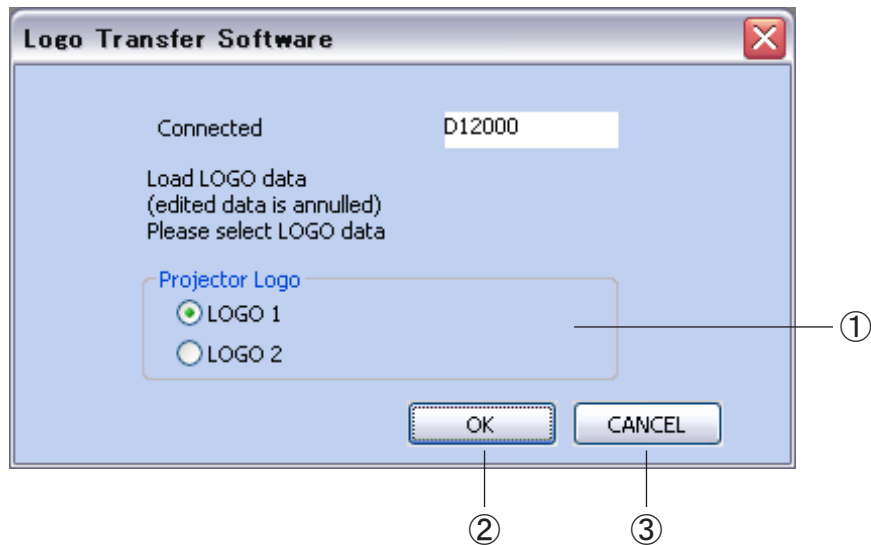 Logo Transfer Software
Connected D12000
Load LOGO data
(edited data is annulled)
Please select LOGO data
Projector Logo
LOGO 1
①
LOGO 2
OK CANCEL
② ③